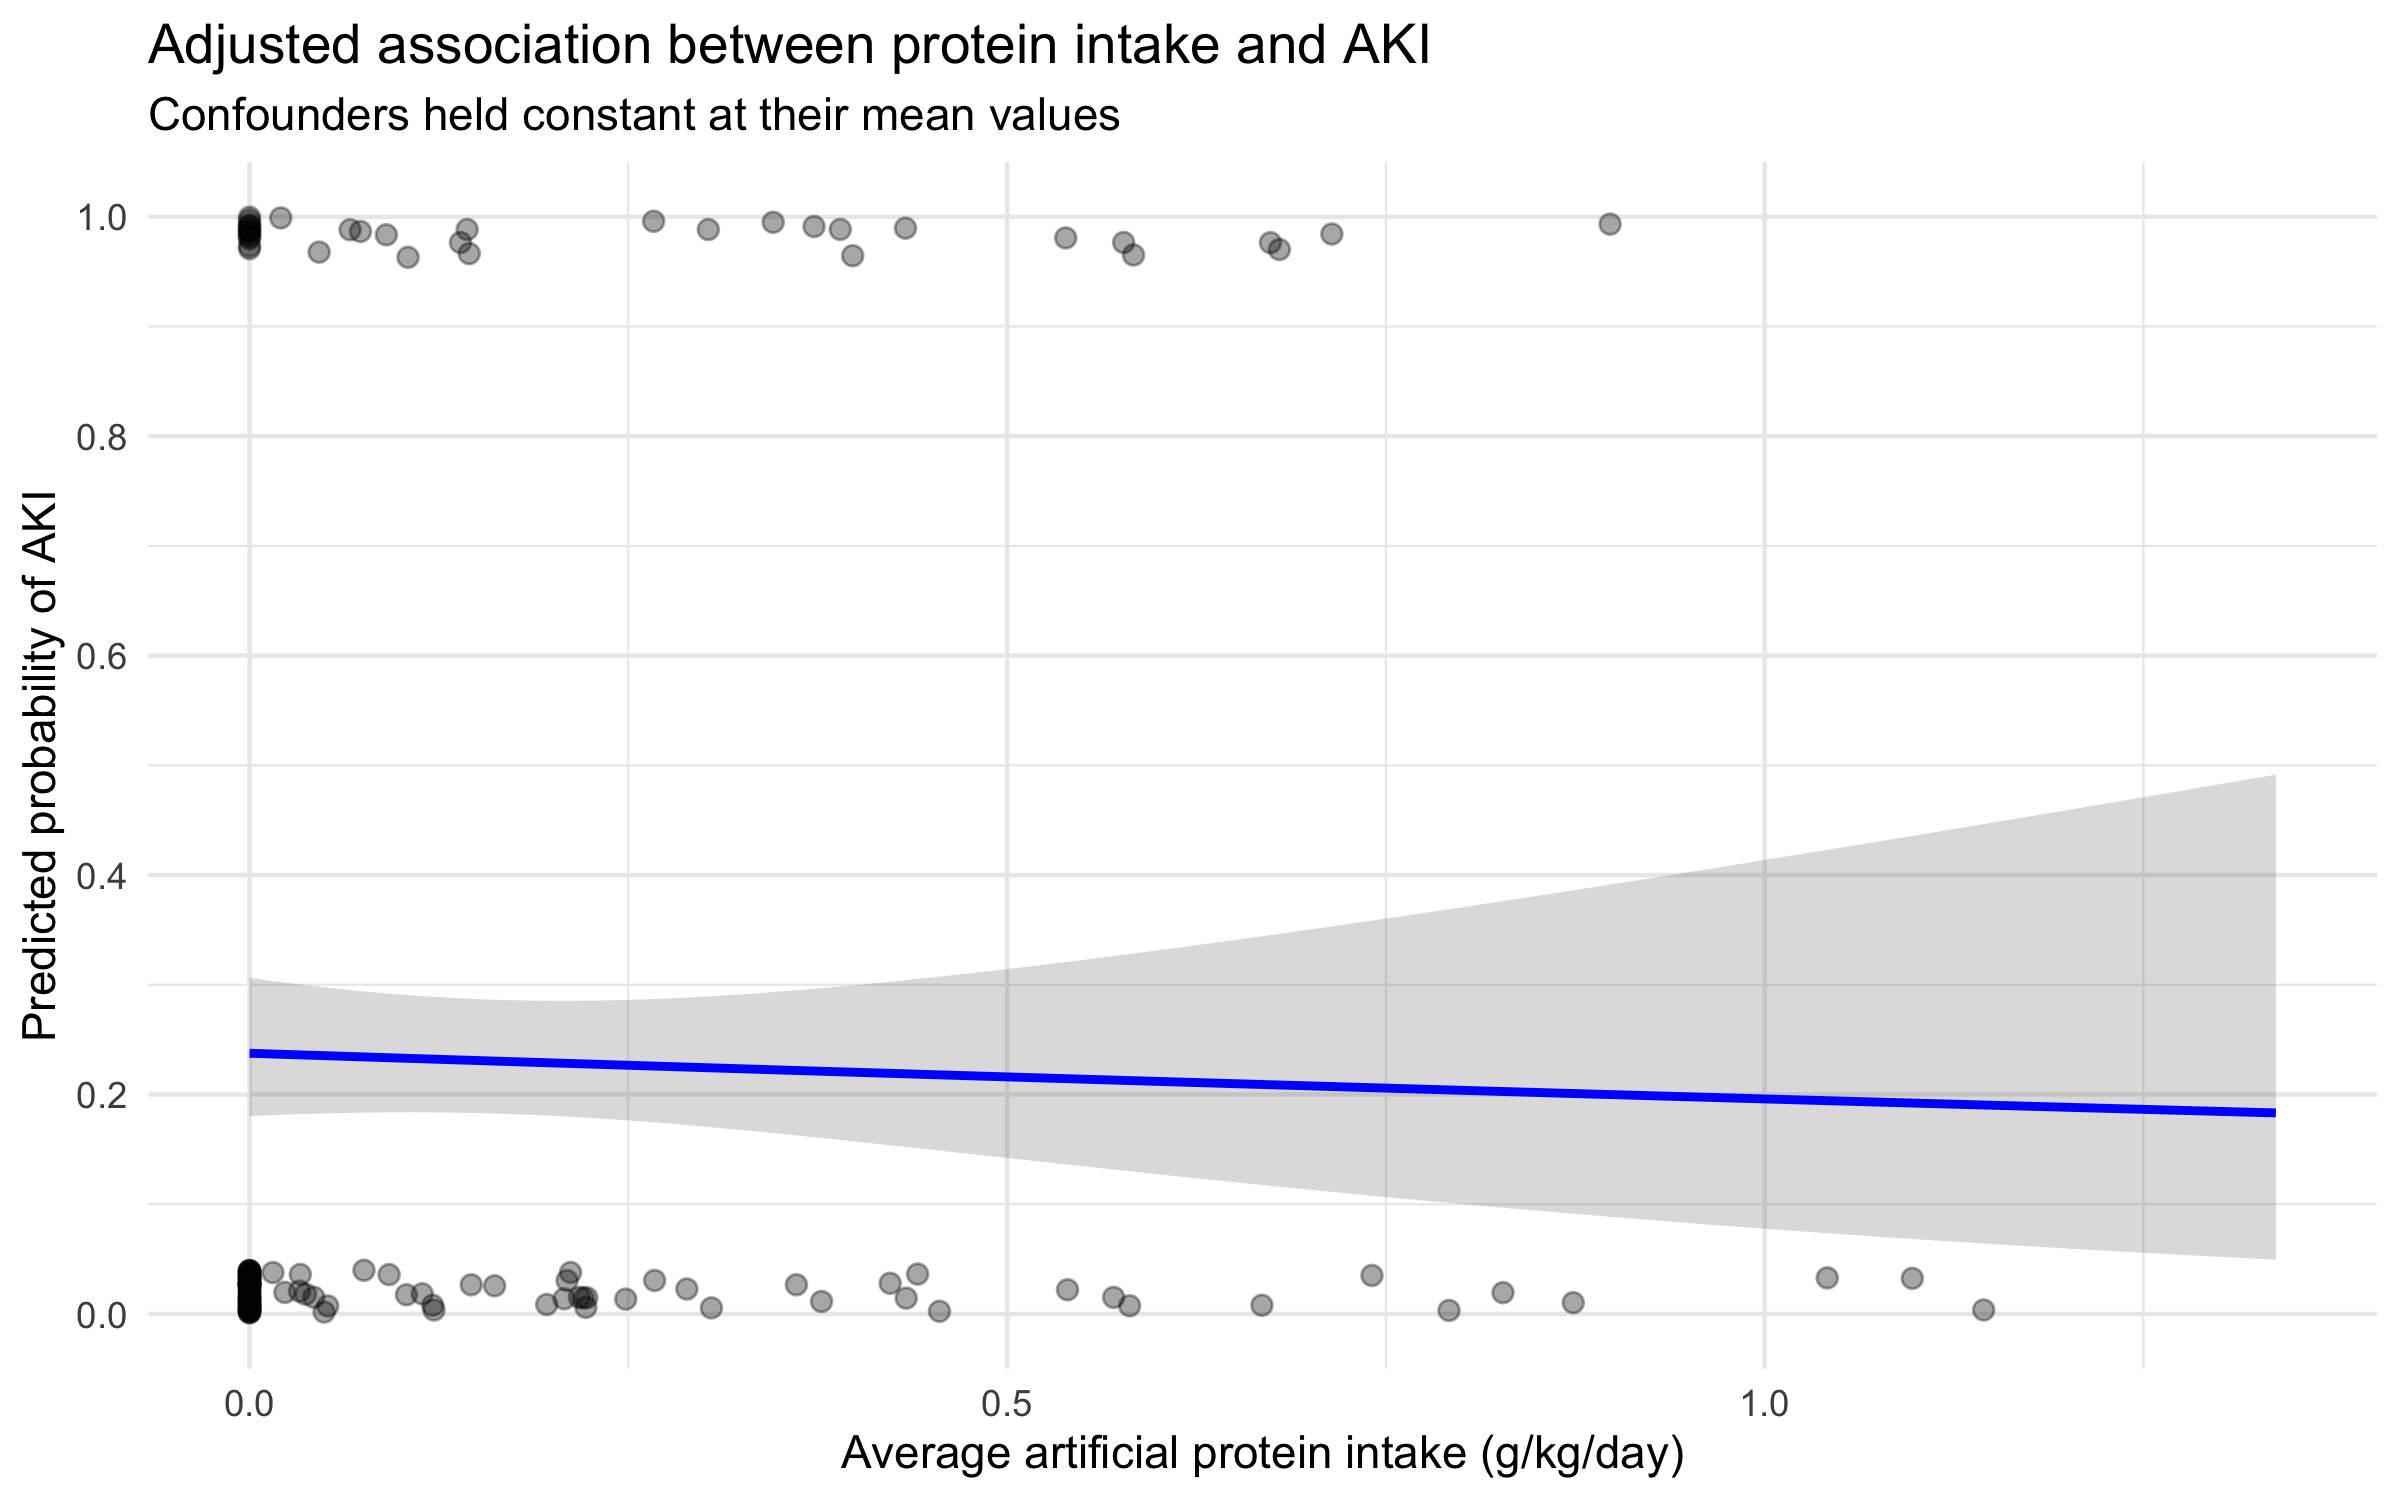 Adjusted association between protein intake and AKI
Confounders held constant at their mean values
Predicted probability of AKI
1.0
0.8
0.6
0.4
0.2
0.0
0.0
0.5
1.0
Average artificial protein intake (g/kg/day)